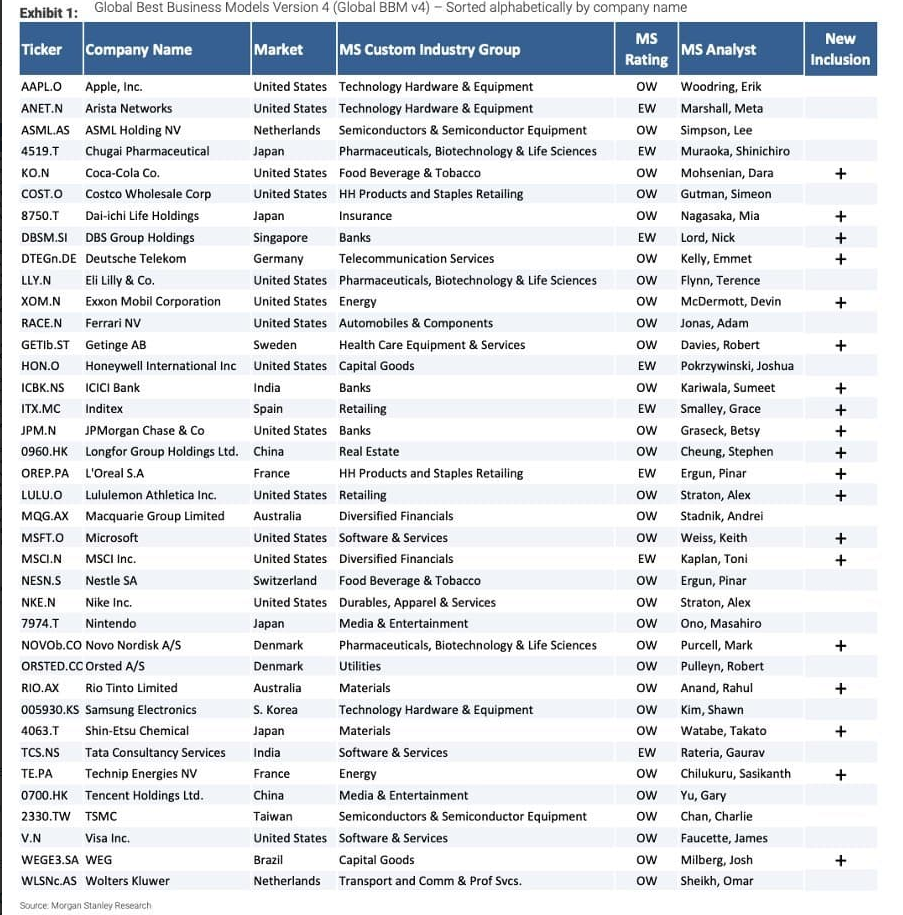 Exhibit 1: Global Best Business Models Version 4 (Global BBM v4) – Sorted alphabetically by company name
Ticker Company Name Market MS Custom Industry Group MS Rating MS Analyst New Inclusion
AAPL.O Apple, Inc. United States Technology Hardware & Equipment OW Woodring, Erik
ANET.N Arista Networks United States Technology Hardware & Equipment EW Marshall, Meta
ASML.AS ASML Holding NV Netherlands Semiconductors & Semiconductor Equipment OW Simpson, Lee
4519.T Chugai Pharmaceutical Japan Pharmaceuticals, Biotechnology & Life Sciences EW Muraoka, Shinichiro
KO.N Coca-Cola Co. United States Food Beverage & Tobacco OW Mohsenian, Dara +
COST.O Costco Wholesale Corp United States HH Products and Staples Retailing OW Gutman, Simeon
8750.T Dai-ichi Life Holdings Japan Insurance OW Nagasaka, Mia +
DBSM.SI DBS Group Holdings Singapore Banks EW Lord, Nick +
DTEGn.DE Deutsche Telekom Germany Telecommunication Services OW Kelly, Emmet +
LLY.N Eli Lilly & Co. United States Pharmaceuticals, Biotechnology & Life Sciences OW Flynn, Terence
XOM.N Exxon Mobil Corporation United States Energy OW McDermott, Devin +
RACE.N Ferrari NV United States Automobiles & Components OW Jonas, Adam
GETIb.ST Getinge AB Sweden Health Care Equipment & Services OW Davies, Robert +
HON.O Honeywell International Inc United States Capital Goods EW Pokrzywinski, Joshua
ICBK.NS ICICI Bank India Banks OW Kariwala, Sumeet +
ITX.MC Inditex Spain Retailing EW Smalley, Grace +
JPM.N JPMorgan Chase & Co United States Banks OW Graseck, Betsy +
0960.HK Longfor Group Holdings Ltd. China Real Estate OW Cheung, Stephen +
OREP.PA L'Oreal S.A France HH Products and Staples Retailing EW Ergun, Pinar +
LULU.O Lululemon Athletica Inc. United States Retailing OW Straton, Alex +
MQG.AX Macquarie Group Limited Australia Diversified Financials OW Stadnik, Andrei
MSFT.O Microsoft United States Software & Services OW Weiss, Keith +
MSCI.N MSCI Inc. United States Diversified Financials EW Kaplan, Toni +
NESN.S Nestle SA Switzerland Food Beverage & Tobacco OW Ergun, Pinar
NKE.N Nike Inc. United States Durables, Apparel & Services OW Straton, Alex
7974.T Nintendo Japan Media & Entertainment OW Ono, Masahiro
NOVOb.CO Novo Nordisk A/S Denmark Pharmaceuticals, Biotechnology & Life Sciences OW Purcell, Mark +
ORSTED.CC Orsted A/S Denmark Utilities OW Pulleyn, Robert
RIO.AX Rio Tinto Limited Australia Materials OW Anand, Rahul +
005930.KS Samsung Electronics S. Korea Technology Hardware & Equipment OW Kim, Shawn
4063.T Shin-Etsu Chemical Japan Materials OW Watabe, Takato +
TCS.NS Tata Consultancy Services India Software & Services EW Rateria, Gaurav
TE.PA Technip Energies NV France Energy OW Chilukuru, Sasikanth +
0700.HK Tencent Holdings Ltd. China Media & Entertainment OW Yu, Gary
2330.TW TSMC Taiwan Semiconductors & Semiconductor Equipment OW Chan, Charlie
V.N Visa Inc. United States Software & Services OW Faucette, James
WEGE3.SA WEG Brazil Capital Goods OW Milberg, Josh +
WLSNc.AS Wolters Kluwer Netherlands Transport and Comm & Prof Svcs. OW Sheikh, Omar
Source: Morgan Stanley Research